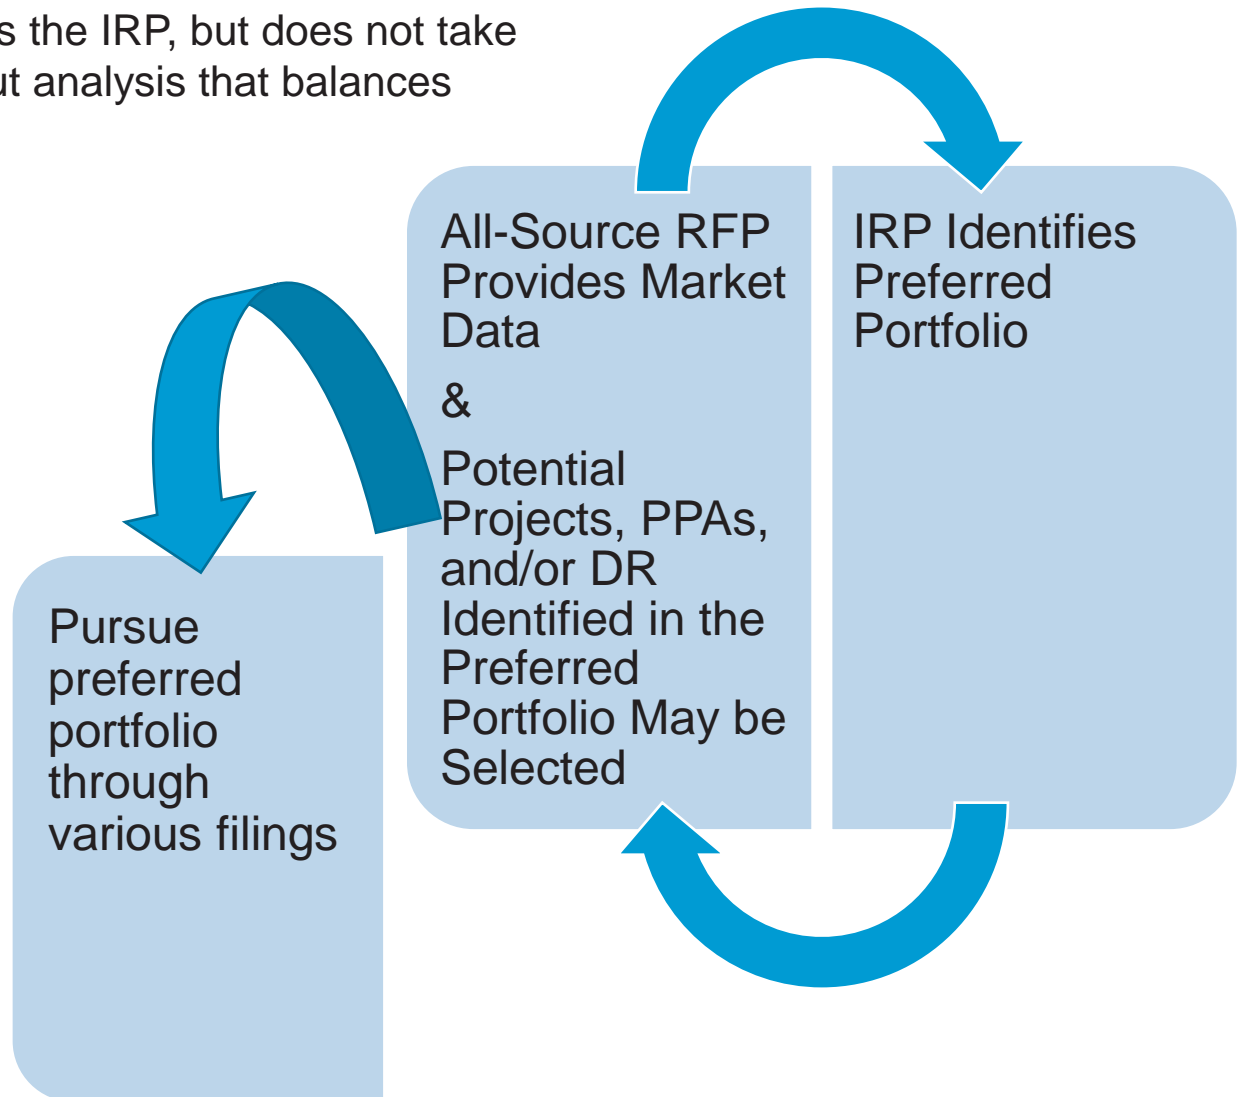 s the IRP, but does not take
ut analysis that balances
All-Source RFP
Provides Market
Data
&
Potential
Projects, PPAs,
and/or DR
Identified in the
Preferred
Portfolio May be
Selected
IRP Identifies
Preferred
Portfolio
Pursue
preferred
portfolio
through
various filings